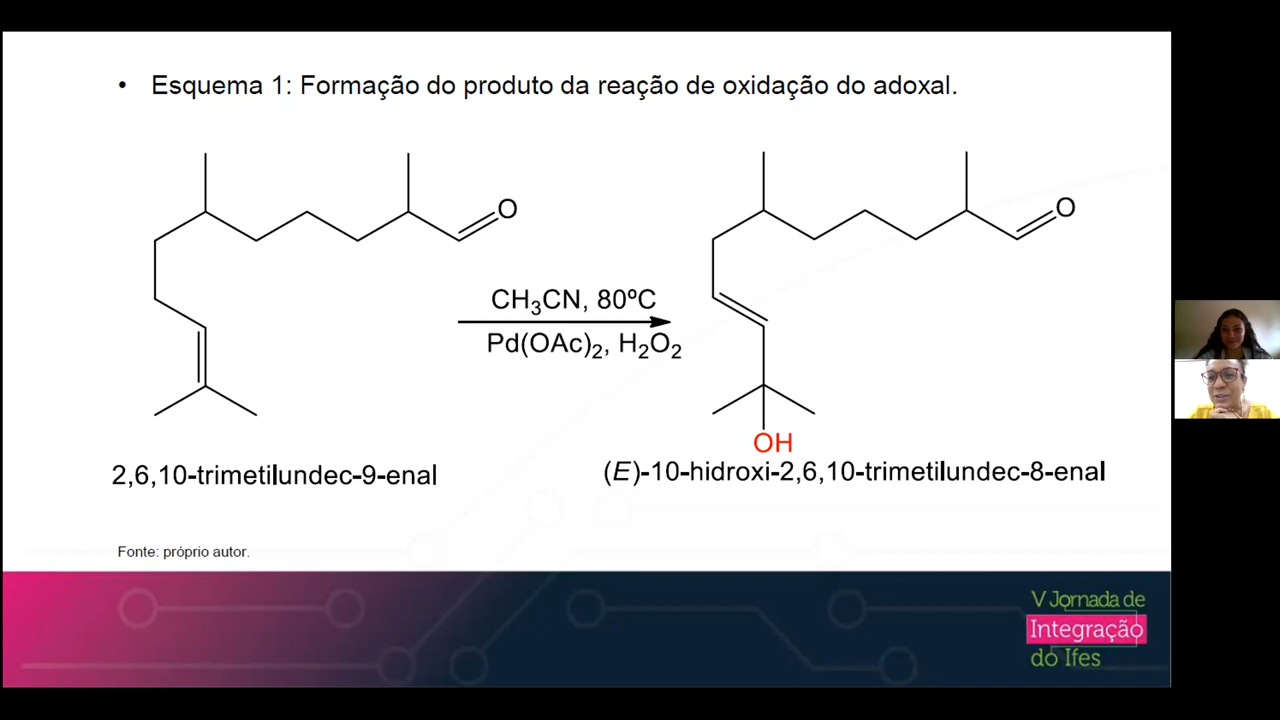 • Esquema 1: Formação do produto da reação de oxidação do adoxal.
O
O
CH₃CN, 80ºC
Pd(OAc)₂, H₂O₂
OH
2,6,10-trimetilundec-9-enal
(E)-10-hidroxi-2,6,10-trimetilundec-8-enal
Fonte: próprio autor.
V Jornada de
Integração
do Ifes